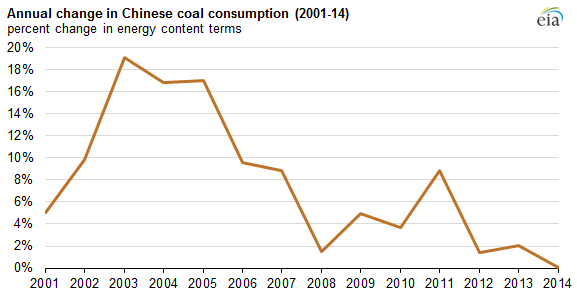 Annual change in Chinese coal consumption (2001-14)
percent change in energy content terms
eia
20%
18%
16%
14%
12%
10%
8%
6%
4%
2%
0%
2001 2002 2003 2004 2005 2006 2007 2008 2009 2010 2011 2012 2013 2014